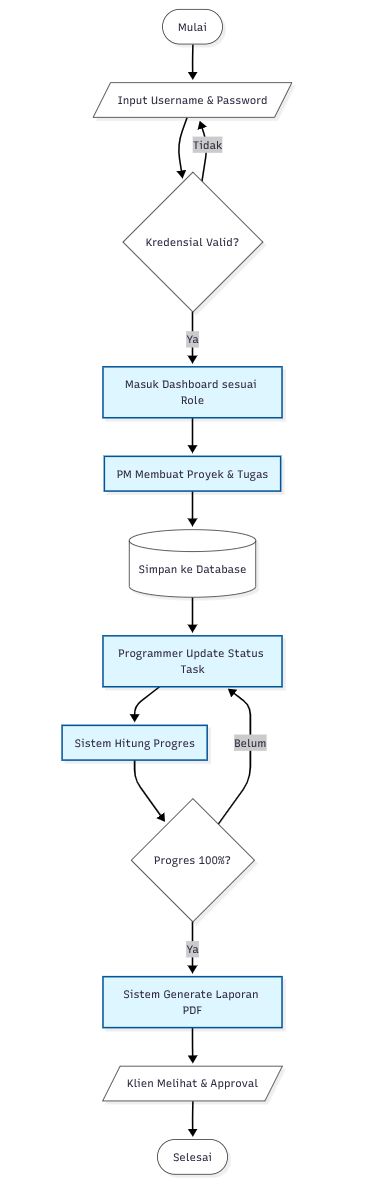 Mulai
Input Username & Password
Tidak
Kredensial Valid?
Ya
Masuk Dashboard sesuai
Role
PM Membuat Proyek & Tugas
Simpan ke Database
Programmer Update Status
Task
Sistem Hitung Progres
Belum
Progres 100%?
Ya
Sistem Generate Laporan
PDF
Klien Melihat & Approval
Selesai